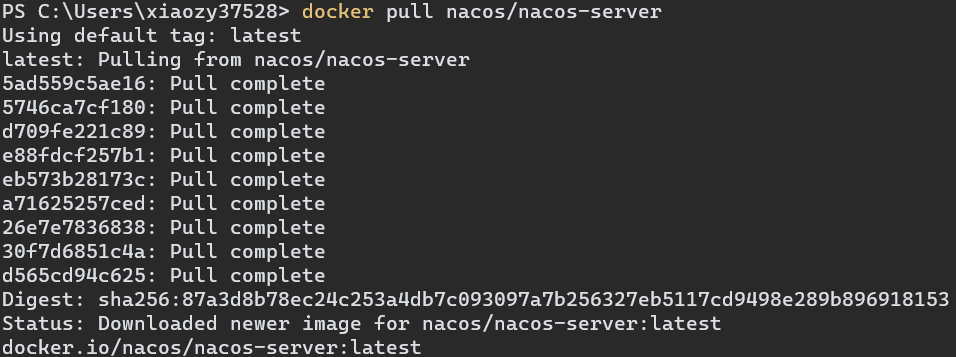 PS C:\Users\xiaozy37528> docker pull nacos/nacos-server
Using default tag: latest
latest: Pulling from nacos/nacos-server
5ad559c5ae16: Pull complete
5746ca7cf180: Pull complete
d709fe221c89: Pull complete
e88fdcf257b1: Pull complete
eb573b28173c: Pull complete
a71625257ced: Pull complete
26e7e7836838: Pull complete
30f7d6851c4a: Pull complete
d565cd94c625: Pull complete
Digest: sha256:87a3d8b78ec24c253a4db7c093097a7b256327eb5117cd9498e289b896918153
Status: Downloaded newer image for nacos/nacos-server:latest
docker.io/nacos/nacos-server:latest